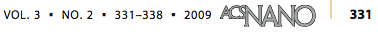 VOL. 3 ▪ NO. 2 ▪ 331–338 ▪ 2009 ACSNANO 331